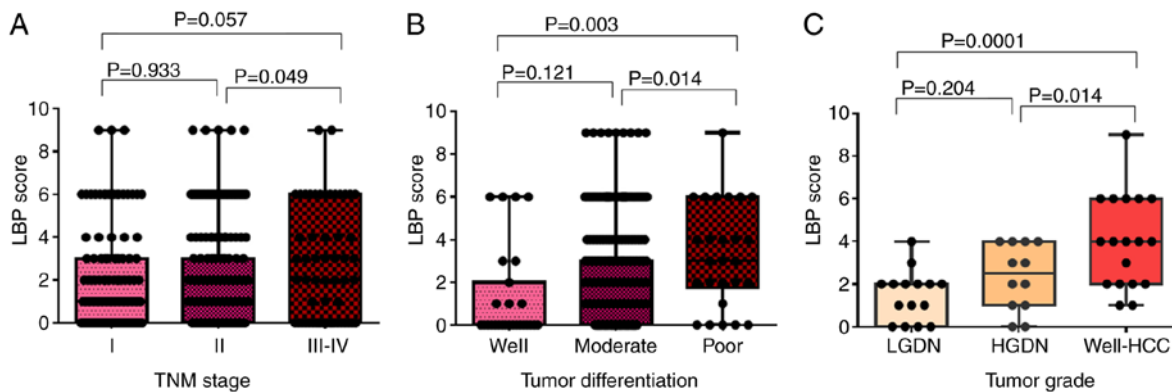 A
P=0.057
P=0.933
P=0.049
10
8
6
4
2
0
LBP score
I
II
III-IV
TNM stage
B
P=0.003
P=0.121
P=0.014
10
8
6
4
2
0
LBP score
Well
Moderate
Poor
Tumor differentiation
C
P=0.0001
P=0.204
P=0.014
10
8
6
4
2
0
LBP score
LGDN
HGDN
Well-HCC
Tumor grade